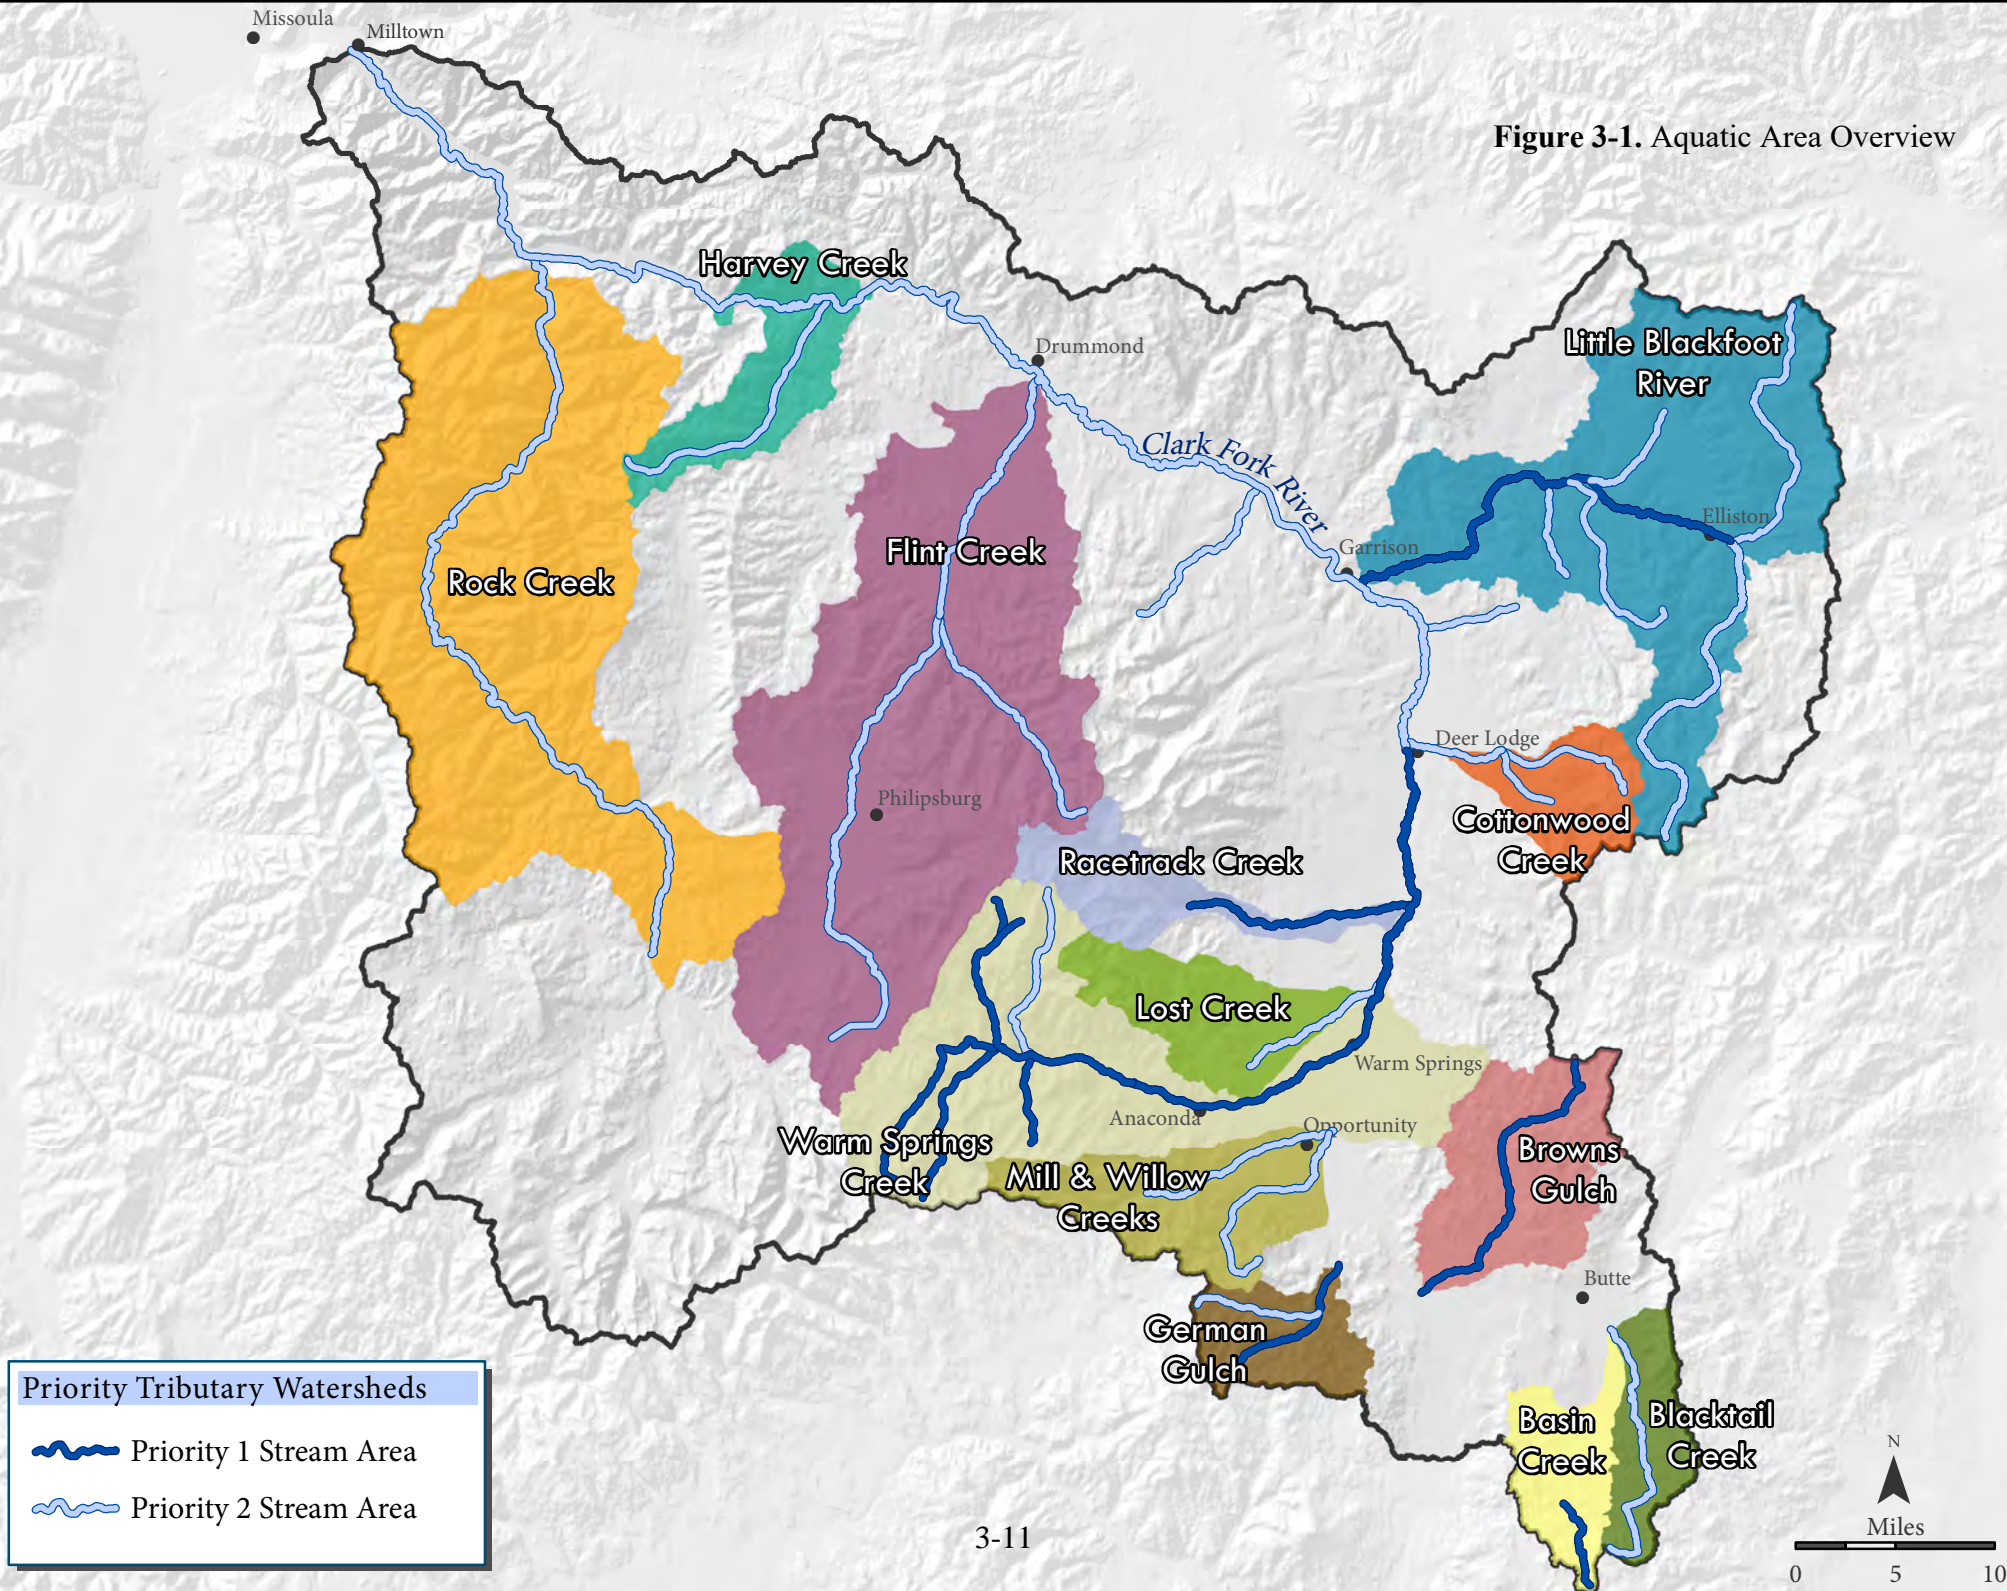 Missoula
Milltown
Figure 3-1. Aquatic Area Overview
Harvey Creek
Drummond
Little Blackfoot
River
Clark Fork River
Elliston
Garrison
Flint Creek
Rock Creek
Deer Lodge
Philipsburg
Cottonwood
Creek
Racetrack Creek
Lost Creek
Warm Springs
Anaconda
Opportunity
Warm Springs
Creek
Mill & Willow
Creeks
Browns
Gulch
Butte
German
Gulch
Basin
Creek
Blacktail
Creek
Priority Tributary Watersheds
Priority 1 Stream Area
Priority 2 Stream Area
3-11
N
Miles
0 5 10